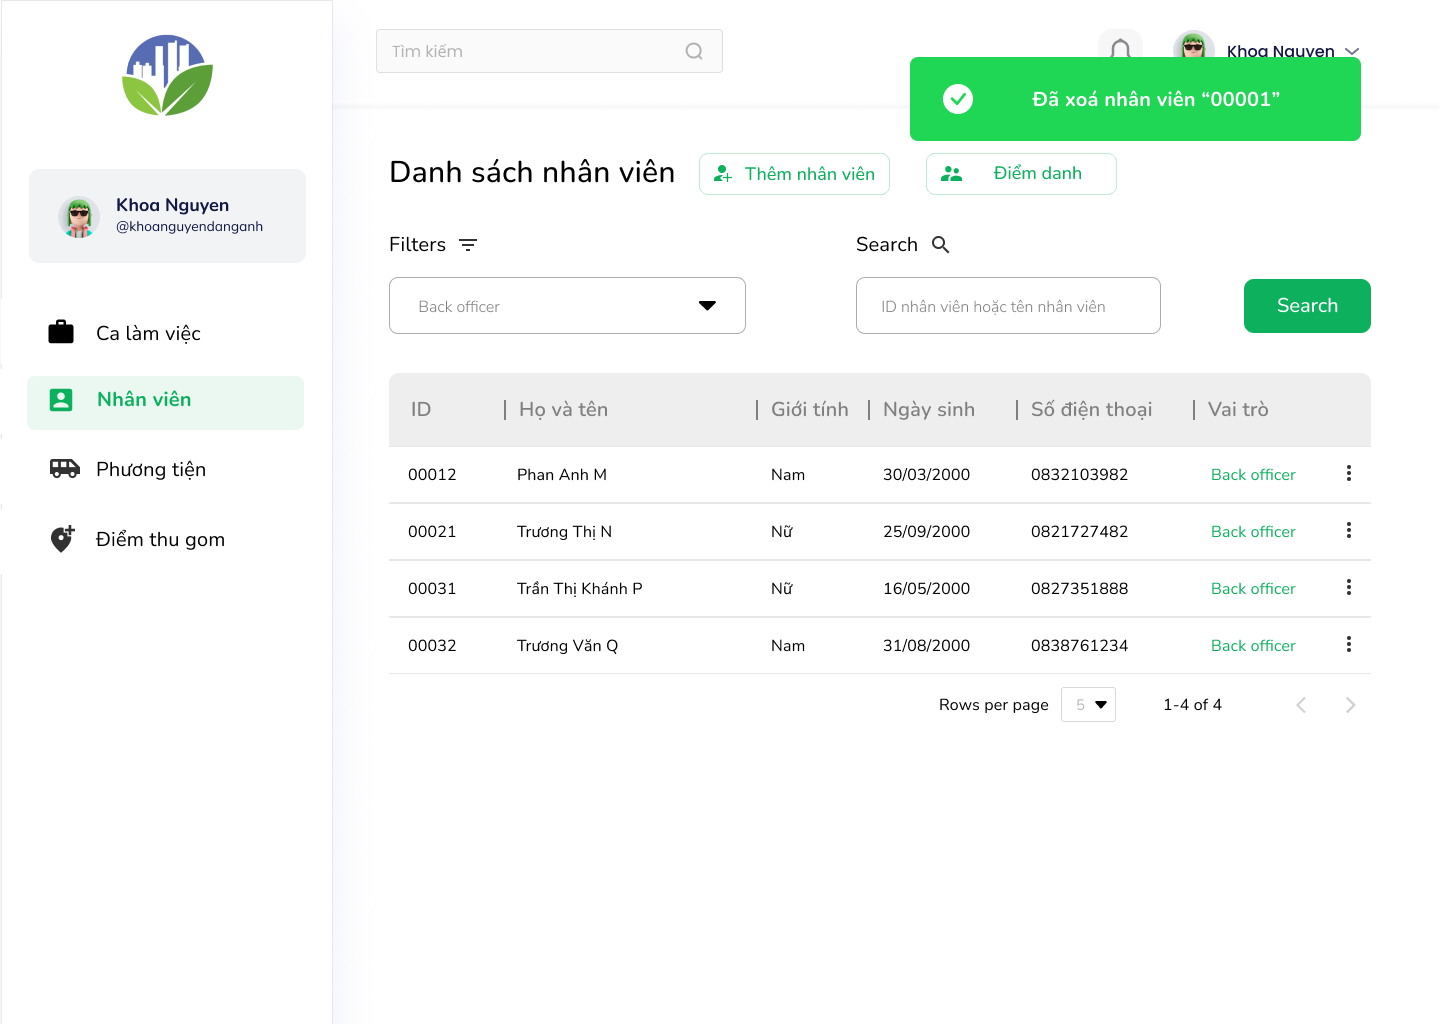 Tìm kiếm
Khoa Nguyen
Đã xoá nhân viên “00001”
Khoa Nguyen
@khoanguyendanganh
Ca làm việc
Nhân viên
Phương tiện
Điểm thu gom
Danh sách nhân viên
Thêm nhân viên
Điểm danh
Filters
Search
Back officer
ID nhân viên hoặc tên nhân viên
Search
ID | Họ và tên | Giới tính | Ngày sinh | Số điện thoại | Vai trò
00012 Phan Anh M Nam 30/03/2000 0832103982 Back officer
00021 Trương Thị N Nữ 25/09/2000 0821727482 Back officer
00031 Trần Thị Khánh P Nữ 16/05/2000 0827351888 Back officer
00032 Trương Văn Q Nam 31/08/2000 0838761234 Back officer
Rows per page 5 1-4 of 4